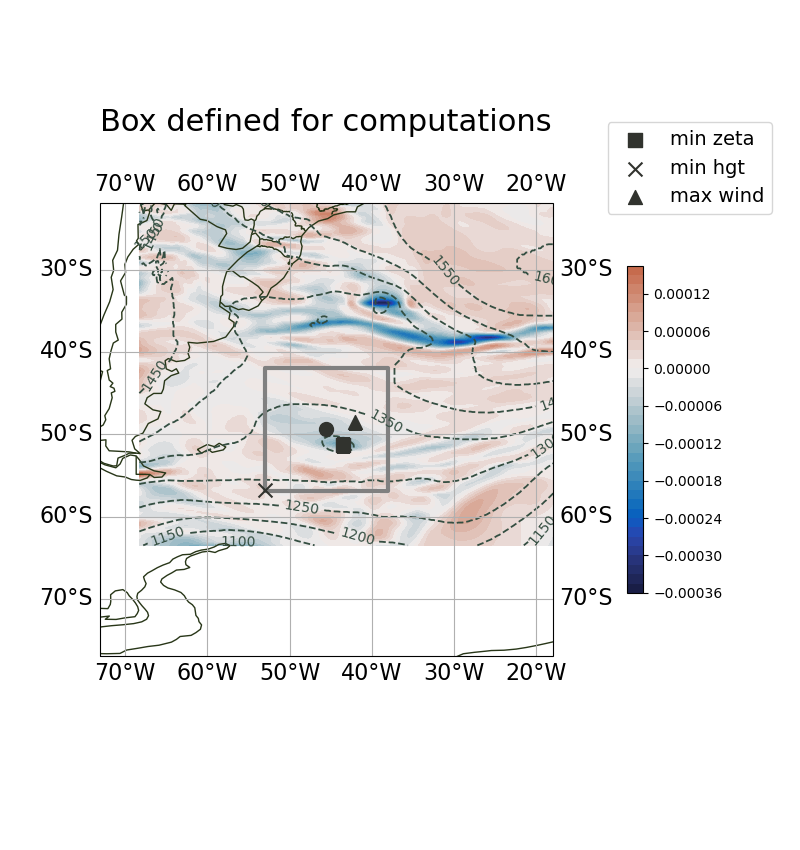 Box defined for computations
min zeta
min hgt
max wind
70°W 60°W 50°W 40°W 30°W 20°W
30°S 30°S
40°S 40°S
50°S 50°S
60°S 60°S
70°S 70°S
70°W 60°W 50°W 40°W 30°W 20°W
1550
1450
1350
1250
1200
1150
1100
1150
0.00012
0.00006
0.00000
−0.00006
−0.00012
−0.00018
−0.00024
−0.00030
−0.00036